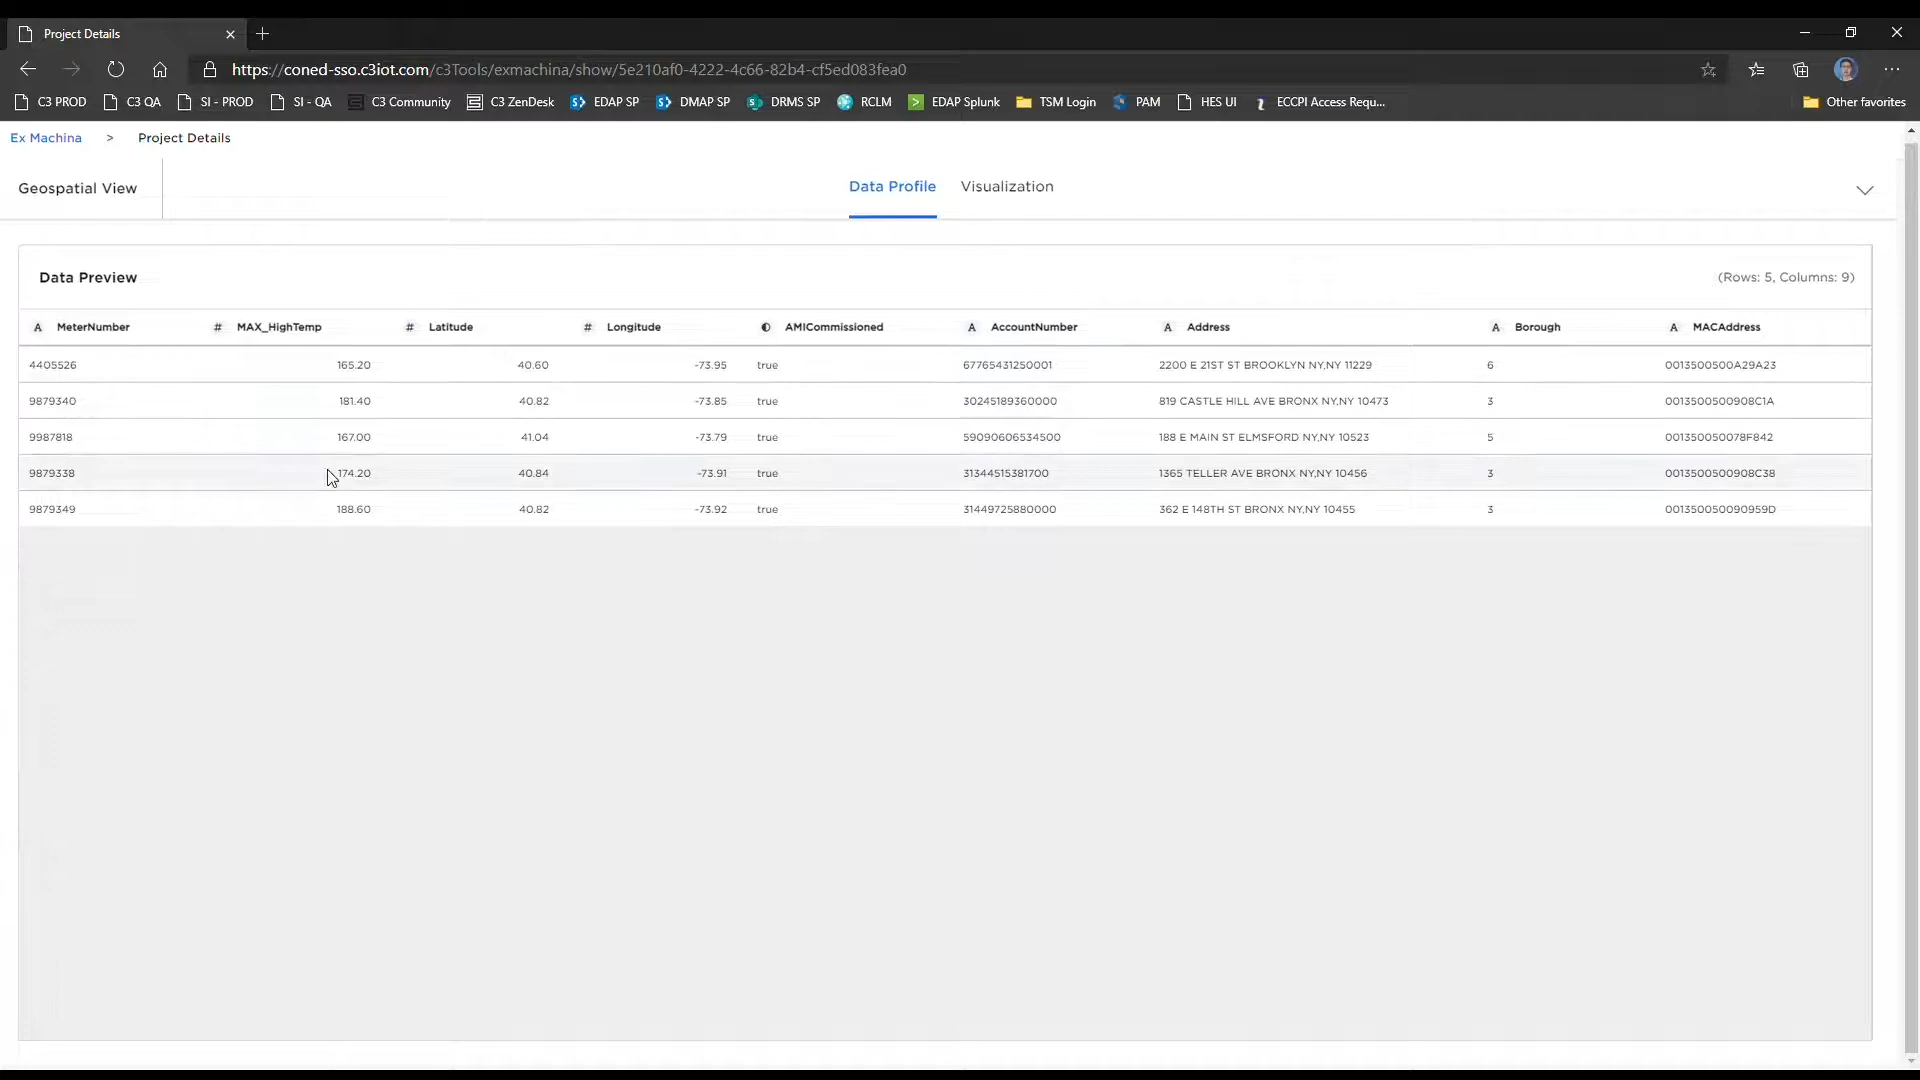 Project Details
https://coned-sso.c3iot.com/c3Tools/exmachina/show/5e210af0-4222-4c66-82b4-cf5ed083fea0
C3 PROD C3 QA SI - PROD SI - QA C3 Community C3 ZenDesk EDAP SP DMAP SP DRMS SP RCLM EDAP Splunk TSM Login PAM HES UI ECCPI Access Requ... Other favorites
Ex Machina > Project Details
Geospatial View Data Profile Visualization
Data Preview (Rows: 5, Columns: 9)
A MeterNumber # MAX_HighTemp # Latitude # Longitude AMICommissioned A AccountNumber A Address A Borough A MACAddress
4405526 165.20 40.60 -73.95 true 67765431250001 2200 E 21ST ST BROOKLYN NY,NY 11229 6 0013500500A29A23
9879340 181.40 40.82 -73.85 true 30245189360000 819 CASTLE HILL AVE BRONX NY,NY 10473 3 0013500500908C1A
9987818 167.00 41.04 -73.79 true 59090606534500 188 E MAIN ST ELMSFORD NY,NY 10523 5 001350050078F842
9879338 174.20 40.84 -73.91 true 31344515381700 1365 TELLER AVE BRONX NY,NY 10456 3 0013500500908C38
9879349 188.60 40.82 -73.92 true 31449725880000 362 E 148TH ST BRONX NY,NY 10455 3 001350050090959D